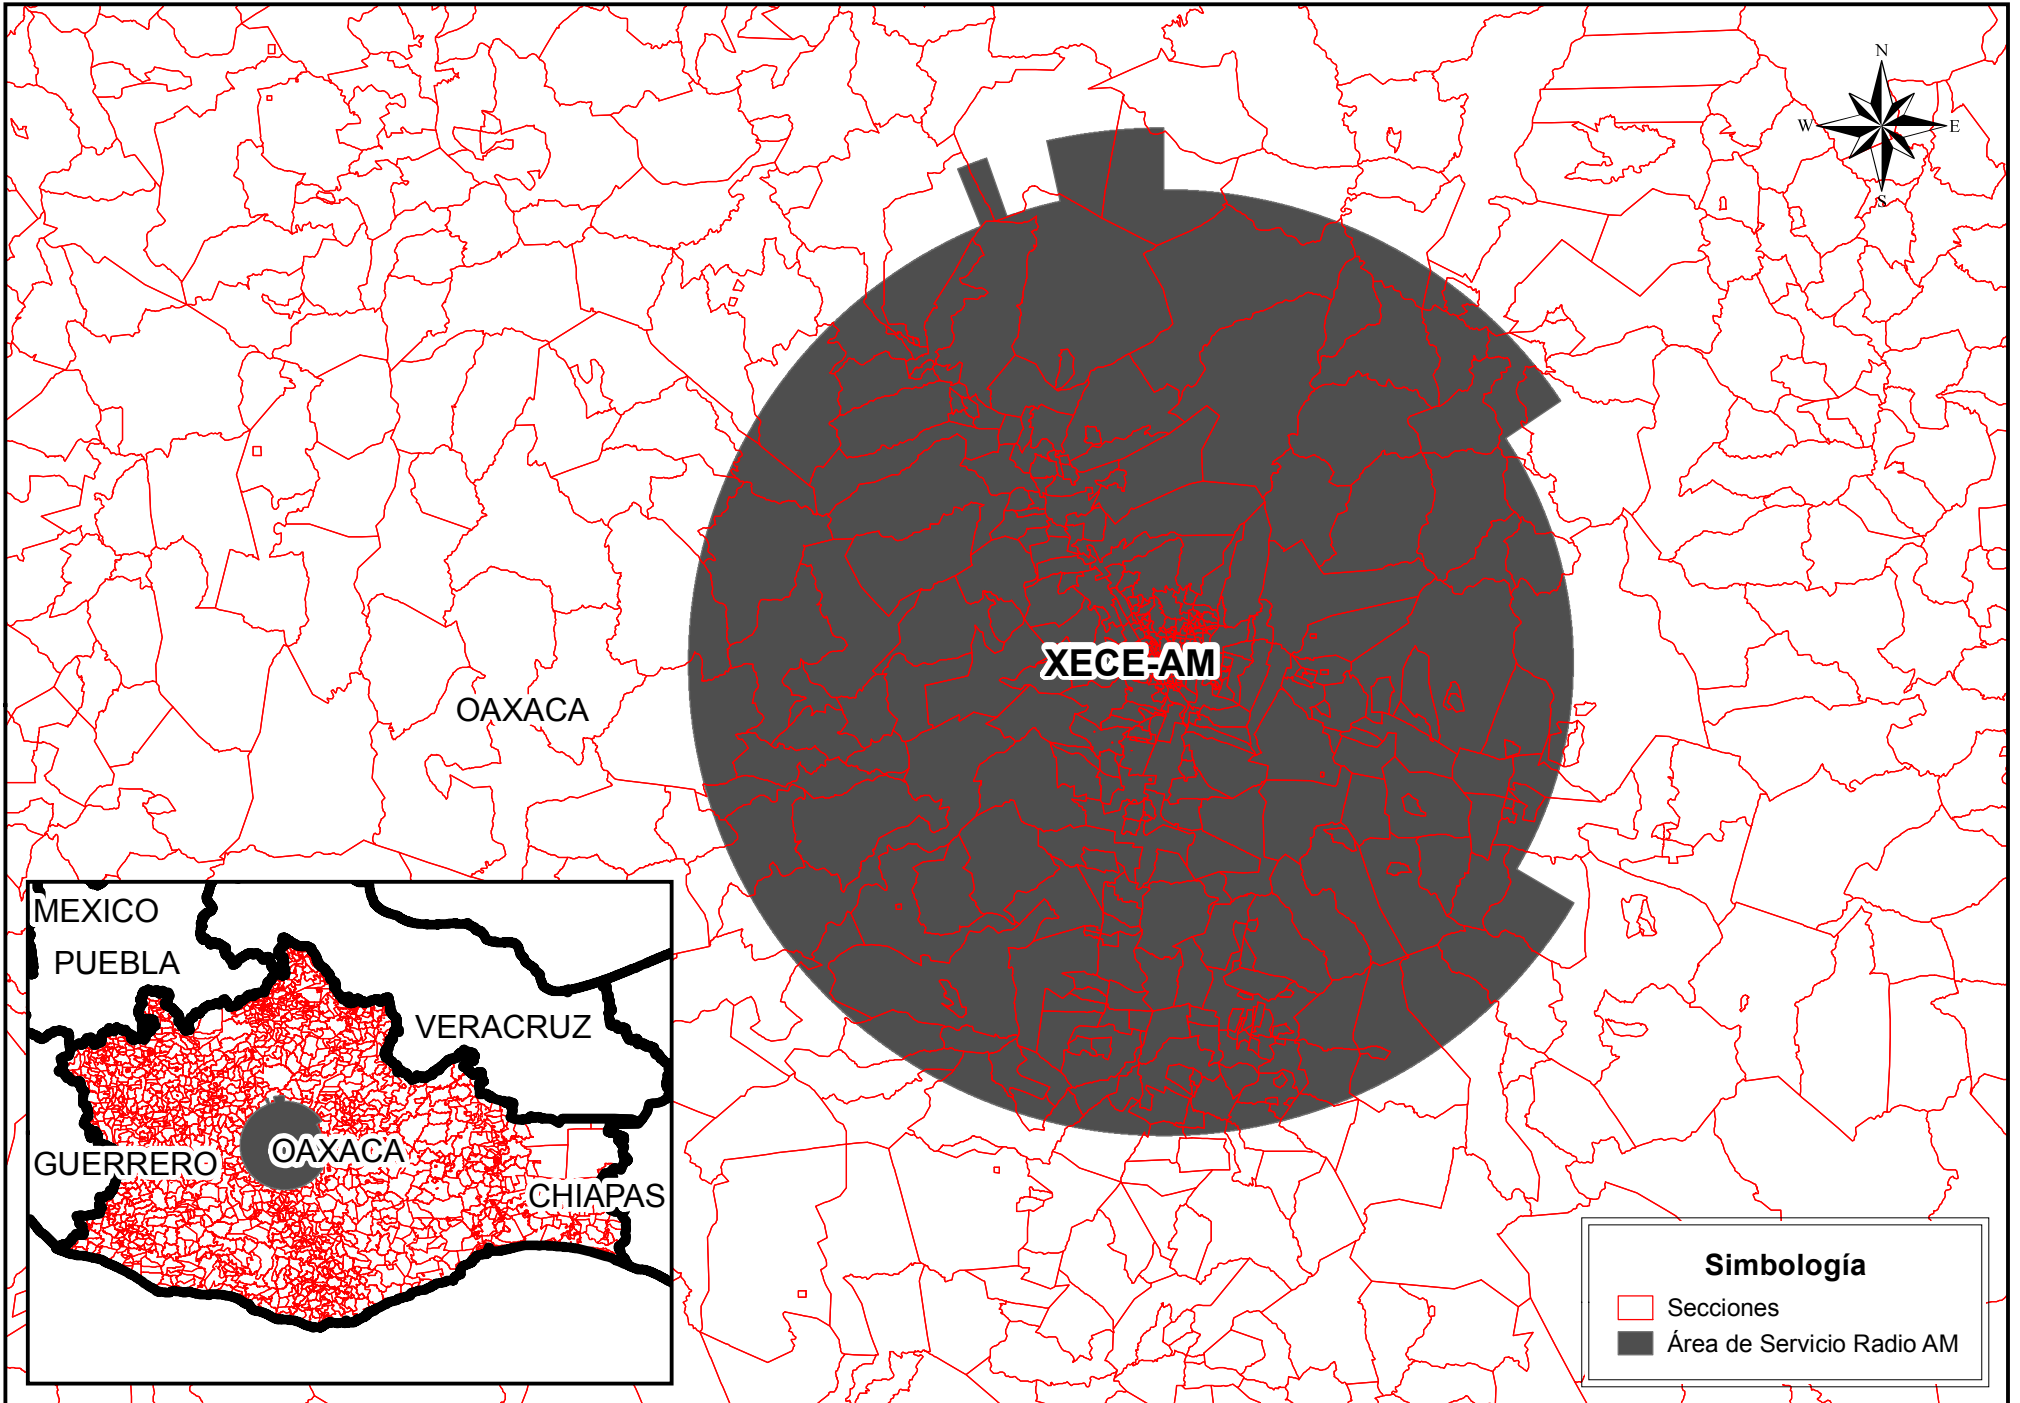 N
W E
S
XECE-AM
OAXACA
MEXICO
PUEBLA
VERACRUZ
OAXACA
GUERRERO
CHIAPAS
Simbología
Secciones
Área de Servicio Radio AM